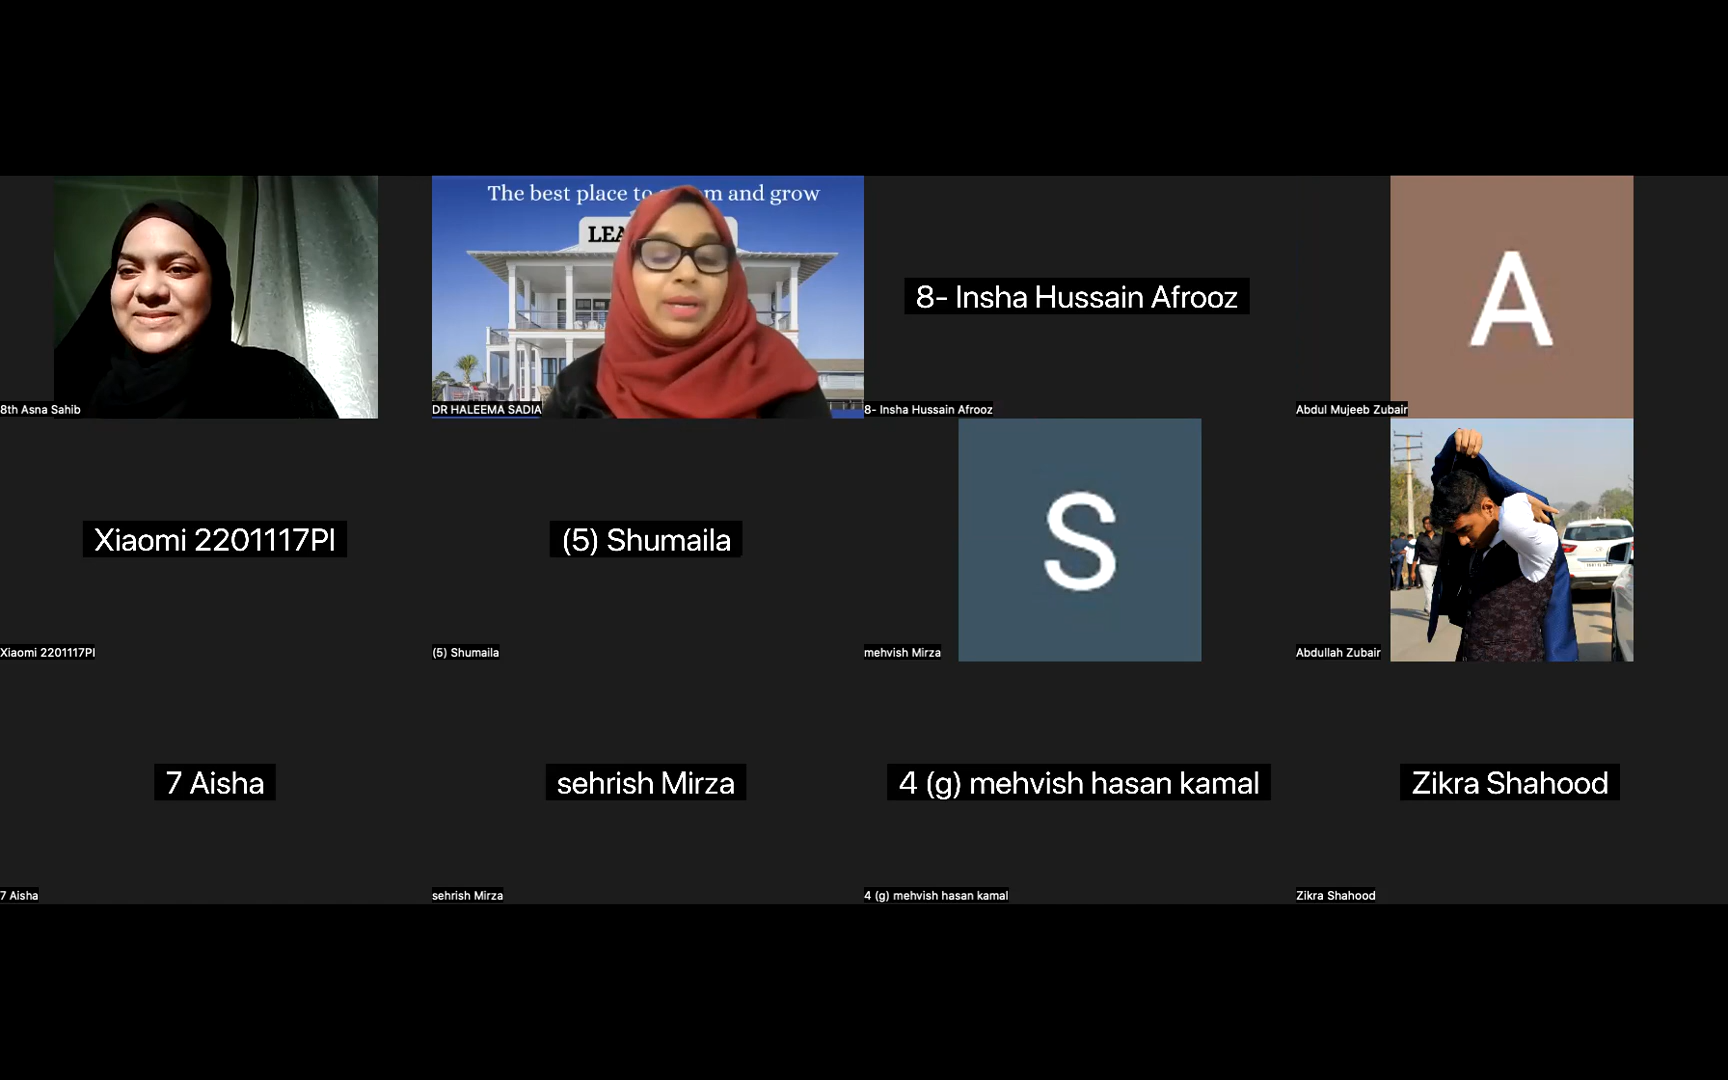 The best place to m and grow
LEA
8th Asna Sahib
DR HALEEMA SADIA
8- Insha Hussain Afrooz
8- Insha Hussain Afrooz
A
Abdul Mujeeb Zubair
Xiaomi 2201117PI
Xiaomi 2201117PI
(5) Shumaila
(5) Shumaila
S
mehvish Mirza
Abdullah Zubair
7 Aisha
7 Aisha
sehrish Mirza
sehrish Mirza
4 (g) mehvish hasan kamal
4 (g) mehvish hasan kamal
Zikra Shahood
Zikra Shahood